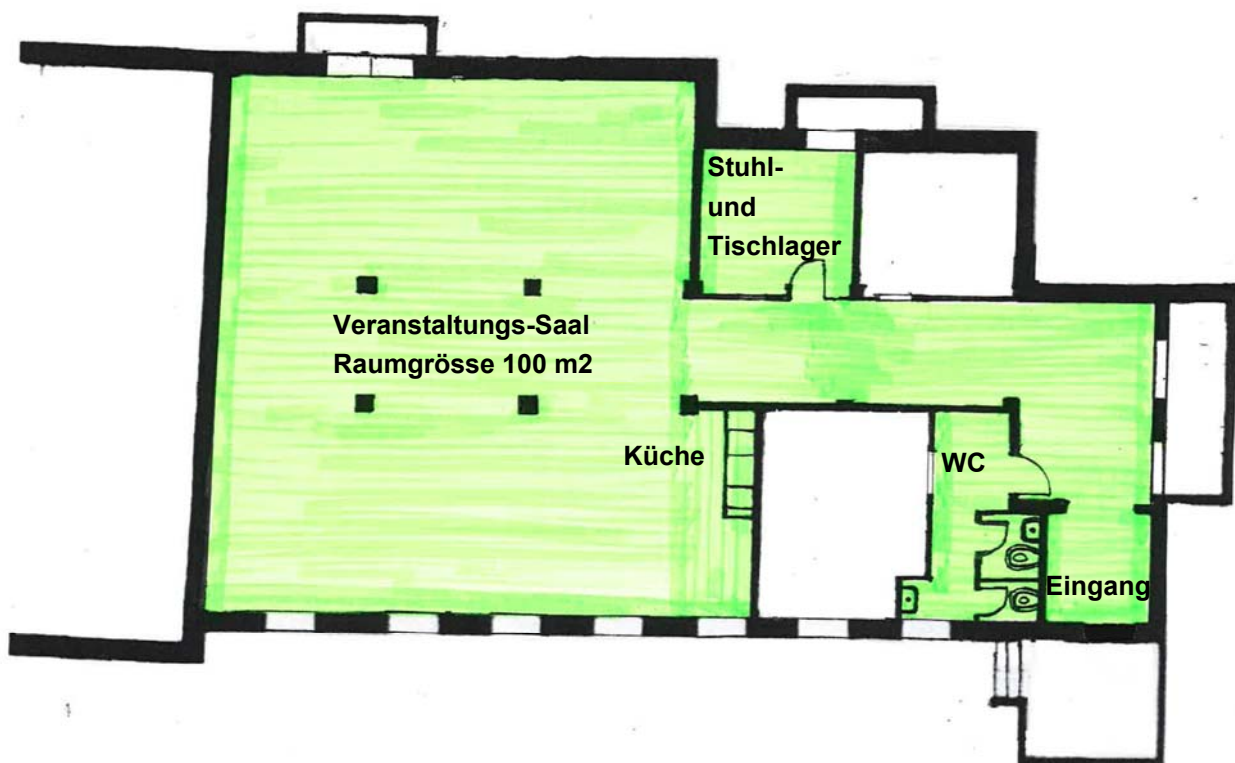 Stuhl-
und
Tischlager
Veranstaltungs-Saal
Raumgrösse 100 m2
Küche
WC
Eingang